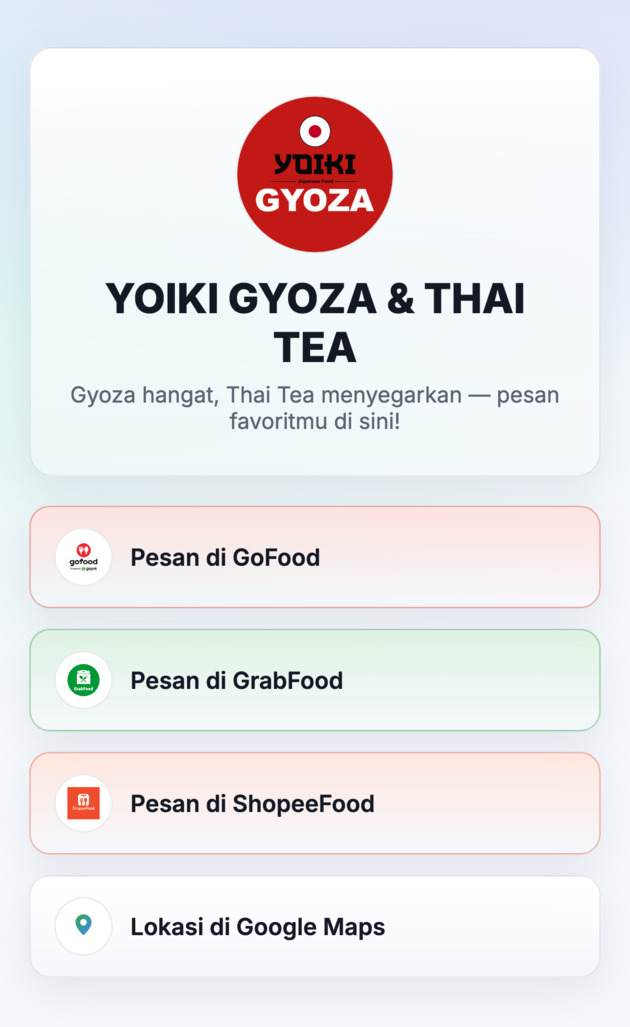 YOIKI
Japanese Food
GYOZA
YOIKI GYOZA & THAI
TEA
Gyoza hangat, Thai Tea menyegarkan — pesan
favoritmu di sini!
gofood
Pesan di GoFood
GrabFood
Pesan di GrabFood
ShopeeFood
Pesan di ShopeeFood
Lokasi di Google Maps